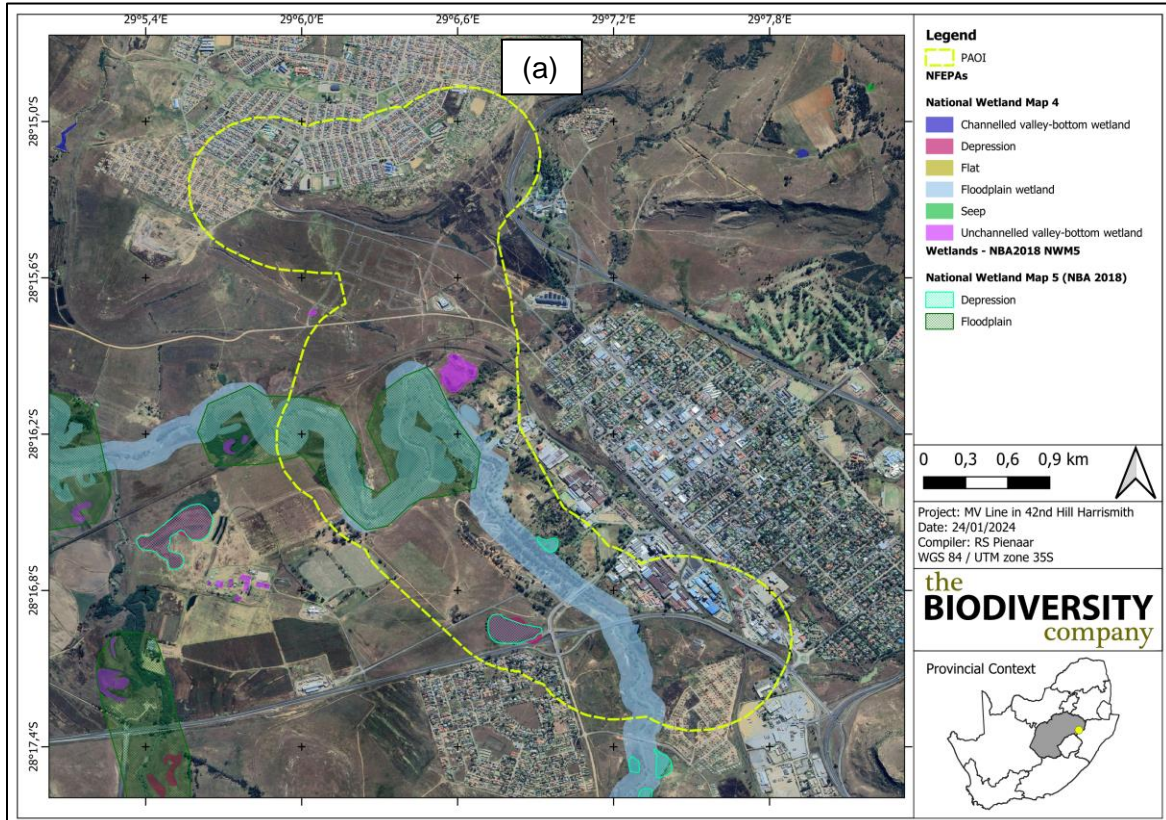 29°5,4'E 29°6,0'E 29°6,6'E 29°7,2'E 29°7,8'E
(a)
28°15,0'S
28°15,6'S
28°16,2'S
28°16,8'S
28°17,4'S
Legend
PAOI
NFEPAs
National Wetland Map 4
Channelled valley-bottom wetland
Depression
Flat
Floodplain wetland
Seep
Unchannelled valley-bottom wetland
Wetlands - NBA2018 NWM5
National Wetland Map 5 (NBA 2018)
Depression
Floodplain
0 0,3 0,6 0,9 km
Project: MV Line in 42nd Hill Harrismith
Date: 24/01/2024
Compiler: RS Pienaar
WGS 84 / UTM zone 35S
the
BIODIVERSITY
company
Provincial Context